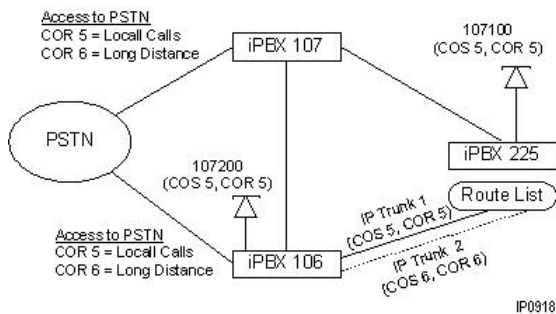 Access to PSTN
COR 5 = Locall Calls
COR 6 = Long Distance
iPBX 107
107100
(COS 5, COR 5)
PSTN
107200
(COS 5, COR 5)
iPBX 225
Route List
IP Trunk 1
(COS 5, COR 5)
IP Trunk 2
(COS 6, COR 6)
Access to PSTN
COR 5 = Locall Calls
COR 6 = Long Distance
iPBX 106
IP0918